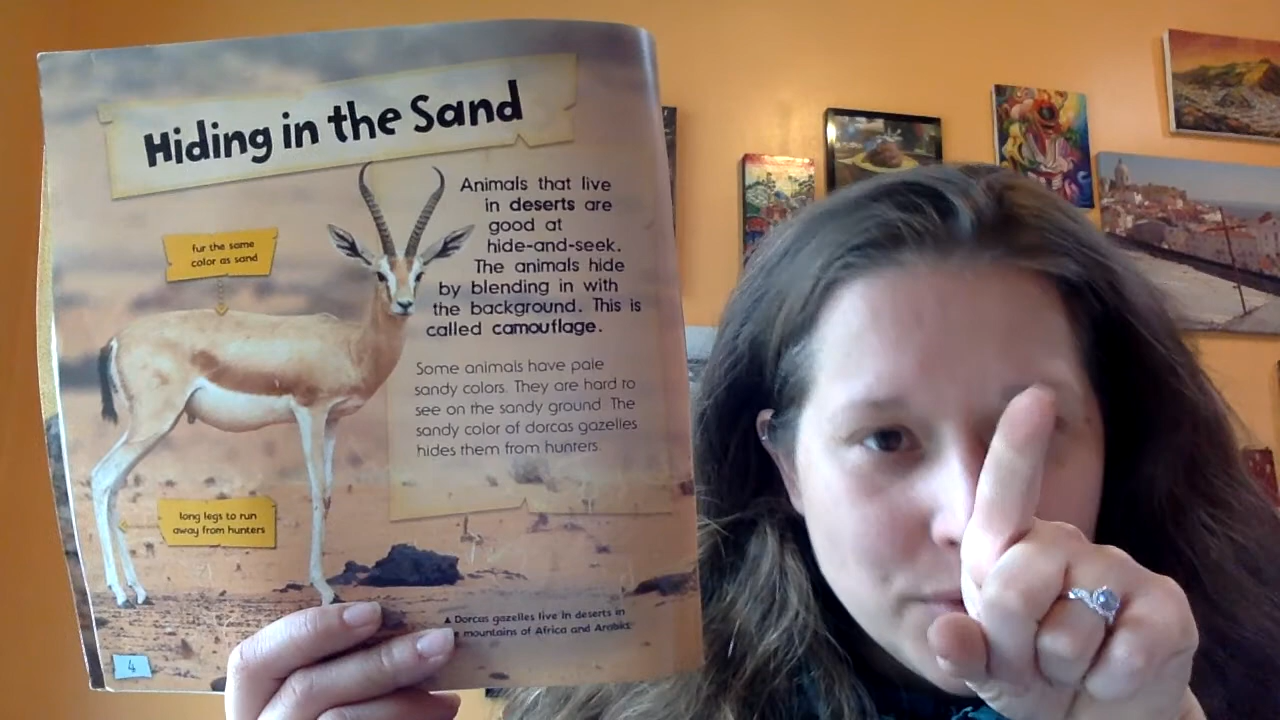 Hiding in the Sand
fur the same
color as sand
Animals that live
in deserts are
good at
hide-and-seek.
The animals hide
by blending in with
the background. This is
called camouflage.
Some animals have pale
sandy colors. They are hard to
see on the sandy ground. The
sandy color of dorcas gazelles
hides them from hunters.
long legs to run
away from hunters
▲ Dorcas gazelles live in deserts in
mountains of Africa and Arabia.
4